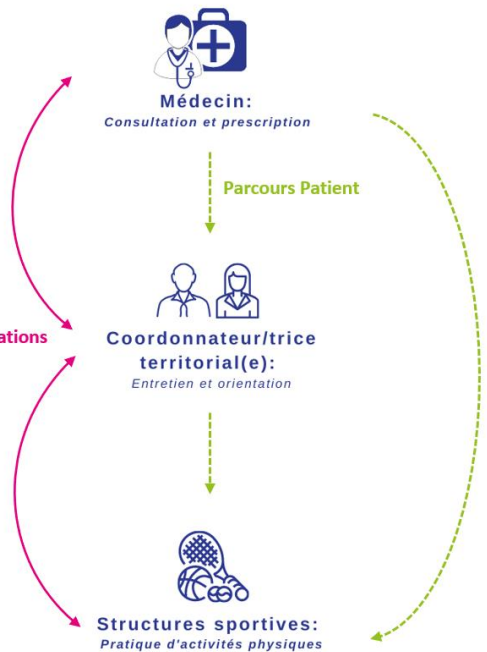 Médecin:
Consultation et prescription
Parcours Patient
ations
Coordonnateur/trice
territorial(e):
Entretien et orientation
Structures sportives:
Pratique d'activités physiques